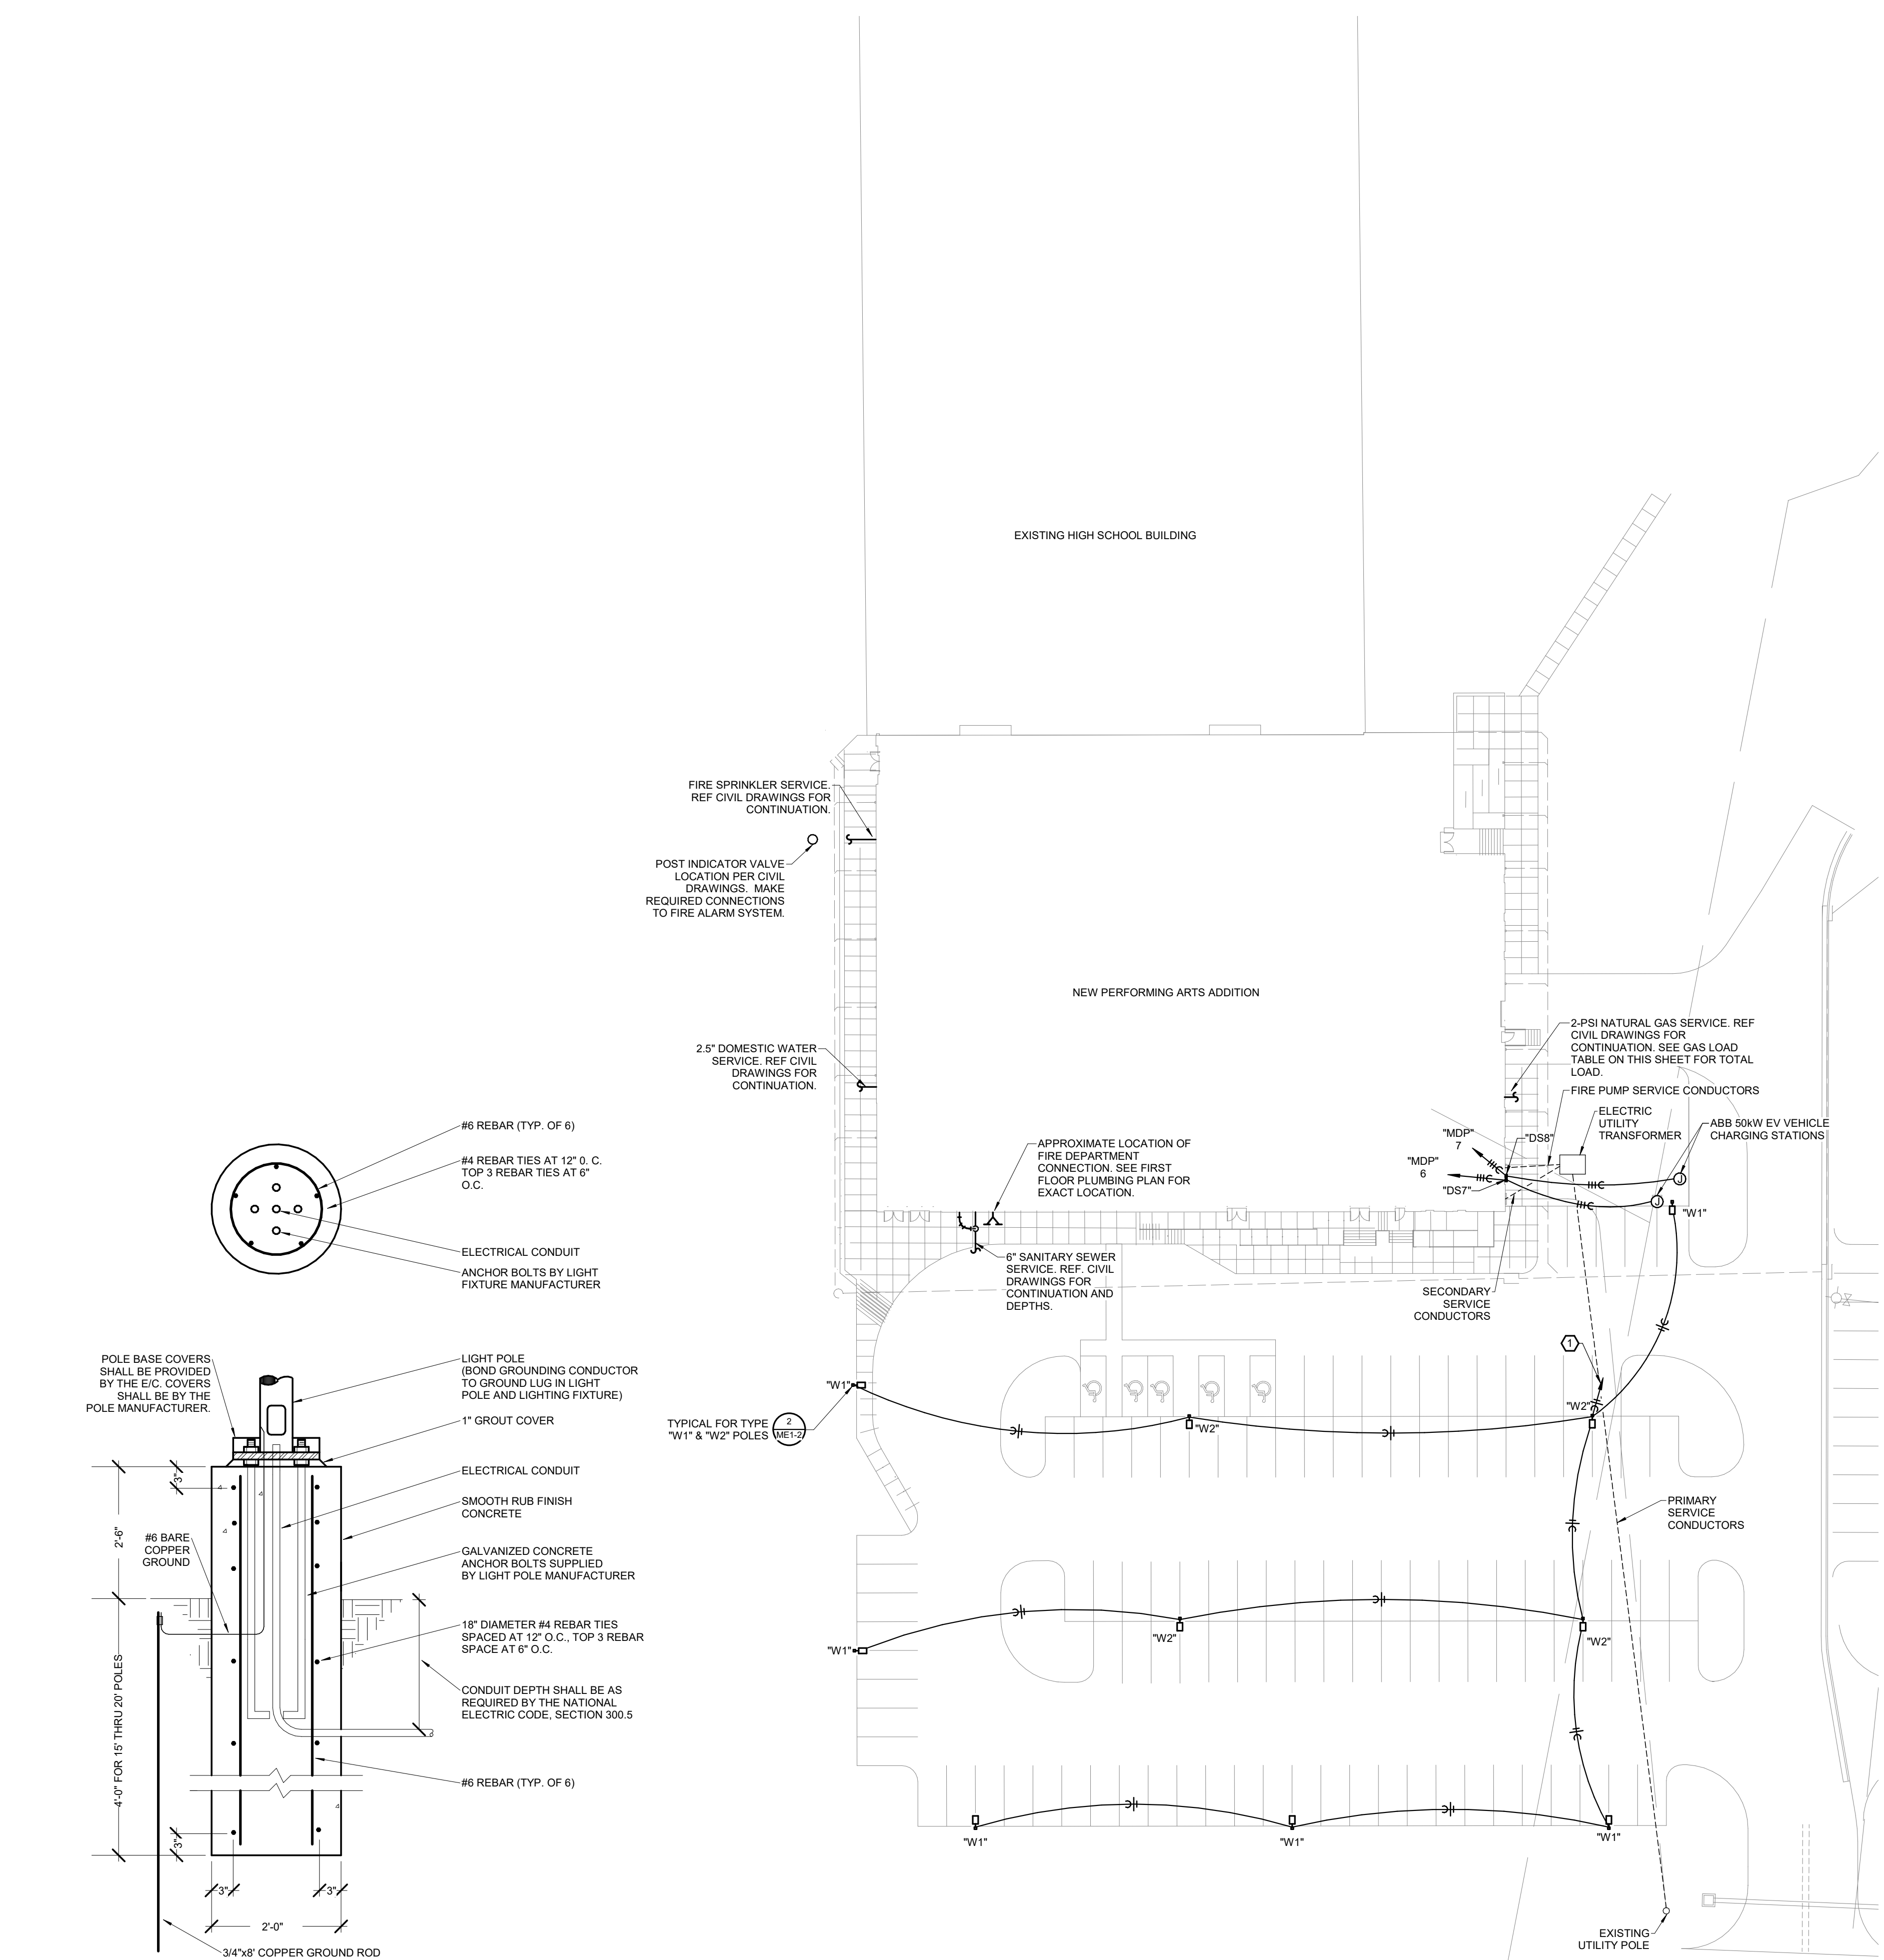 EXISTING HIGH SCHOOL BUILDING
FIRE SPRINKLER SERVICE.
REF CIVIL DRAWINGS FOR
CONTINUATION.
POST INDICATOR VALVE
LOCATION PER CIVIL
DRAWINGS. MAKE
REQUIRED CONNECTIONS
TO FIRE ALARM SYSTEM.
NEW PERFORMING ARTS ADDITION
2.5" DOMESTIC WATER
SERVICE. REF CIVIL
DRAWINGS FOR
CONTINUATION.
2-PSI NATURAL GAS SERVICE. REF
CIVIL DRAWINGS FOR
CONTINUATION. SEE GAS LOAD
TABLE ON THIS SHEET FOR TOTAL
LOAD.
FIRE PUMP SERVICE CONDUCTORS
ELECTRIC
UTILITY
TRANSFORMER
ABB 50kW EV VEHICLE
CHARGING STATIONS
"MDP"
7
"DS8"
"MDP"
6
"DS7"
J
J
"W1"
APPROXIMATE LOCATION OF
FIRE DEPARTMENT
CONNECTION. SEE FIRST
FLOOR PLUMBING PLAN FOR
EXACT LOCATION.
6" SANITARY SEWER
SERVICE. REF. CIVIL
DRAWINGS FOR
CONTINUATION AND
DEPTHS.
SECONDARY
SERVICE
CONDUCTORS
1
"W1"
TYPICAL FOR TYPE
"W1" & "W2" POLES
2
ME1-2
"W2"
"W2"
PRIMARY
SERVICE
CONDUCTORS
"W1"
"W2"
"W2"
"W1"
"W1"
"W1"
EXISTING
UTILITY POLE
#6 REBAR (TYP. OF 6)
#4 REBAR TIES AT 12" 0. C.
TOP 3 REBAR TIES AT 6"
O.C.
ELECTRICAL CONDUIT
ANCHOR BOLTS BY LIGHT
FIXTURE MANUFACTURER
POLE BASE COVERS
SHALL BE PROVIDED
BY THE E/C. COVERS
SHALL BE BY THE
POLE MANUFACTURER.
LIGHT POLE
(BOND GROUNDING CONDUCTOR
TO GROUND LUG IN LIGHT
POLE AND LIGHTING FIXTURE)
1" GROUT COVER
ELECTRICAL CONDUIT
SMOOTH RUB FINISH
CONCRETE
3"
2'-6"
#6 BARE
COPPER
GROUND
GALVANIZED CONCRETE
ANCHOR BOLTS SUPPLIED
BY LIGHT POLE MANUFACTURER
18" DIAMETER #4 REBAR TIES
SPACED AT 12" O.C., TOP 3 REBAR
SPACE AT 6" O.C.
CONDUIT DEPTH SHALL BE AS
REQUIRED BY THE NATIONAL
ELECTRIC CODE, SECTION 300.5
4'-0" FOR 15' THRU 20' POLES
#6 REBAR (TYP. OF 6)
3"
3"
3"
2'-0"
3/4"x8' COPPER GROUND ROD